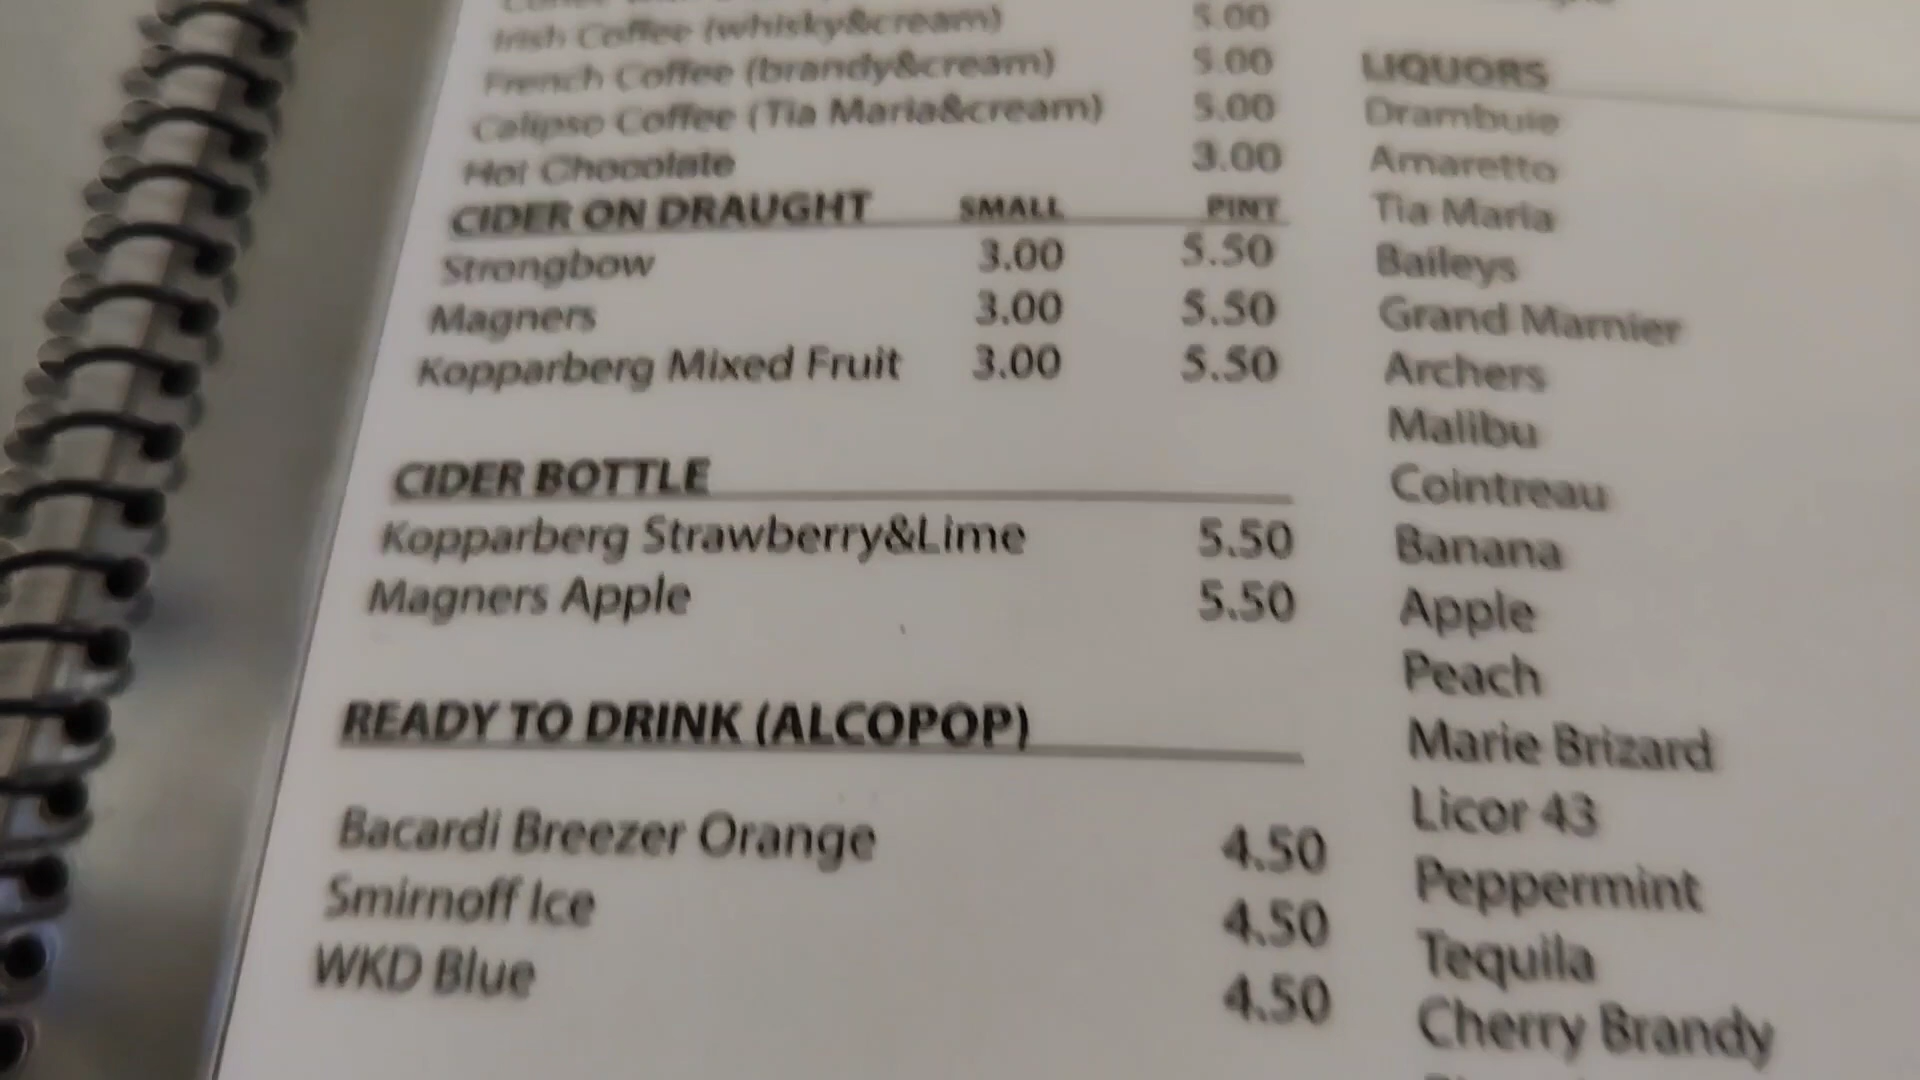 Irish Coffee (whisky&cream) 5.00
French Coffee (brandy&cream) 5.00
Calipso Coffee (Tia Maria&cream) 5.00
Hot Chocolate 3.00
CIDER ON DRAUGHT SMALL PINT
Strongbow 3.00 5.50
Magners 3.00 5.50
Kopparberg Mixed Fruit 3.00 5.50
CIDER BOTTLE
Kopparberg Strawberry&Lime 5.50
Magners Apple 5.50
READY TO DRINK (ALCOPOP)
Bacardi Breezer Orange 4.50
Smirnoff Ice 4.50
WKD Blue 4.50
LIQUORS
Drambuie
Amaretto
Tia Maria
Baileys
Grand Marnier
Archers
Malibu
Cointreau
Banana
Apple
Peach
Marie Brizard
Licor 43
Peppermint
Tequila
Cherry Brandy